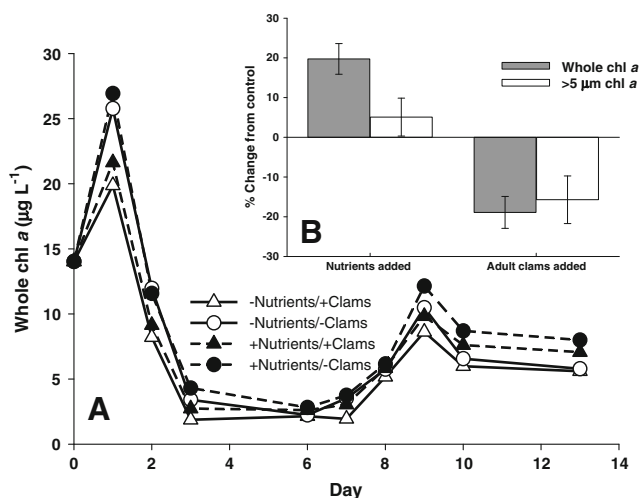 30
25
20
15
10
5
0
0
2
4
6
8
10
12
14
Whole chl a (µg L-1)
Day
A
-Nutrients/+Clams
-Nutrients/-Clams
+Nutrients/+Clams
+Nutrients/-Clams
30
20
10
0
-10
-20
-30
% Change from control
B
Nutrients added
Adult clams added
Whole chl a
>5 µm chl a